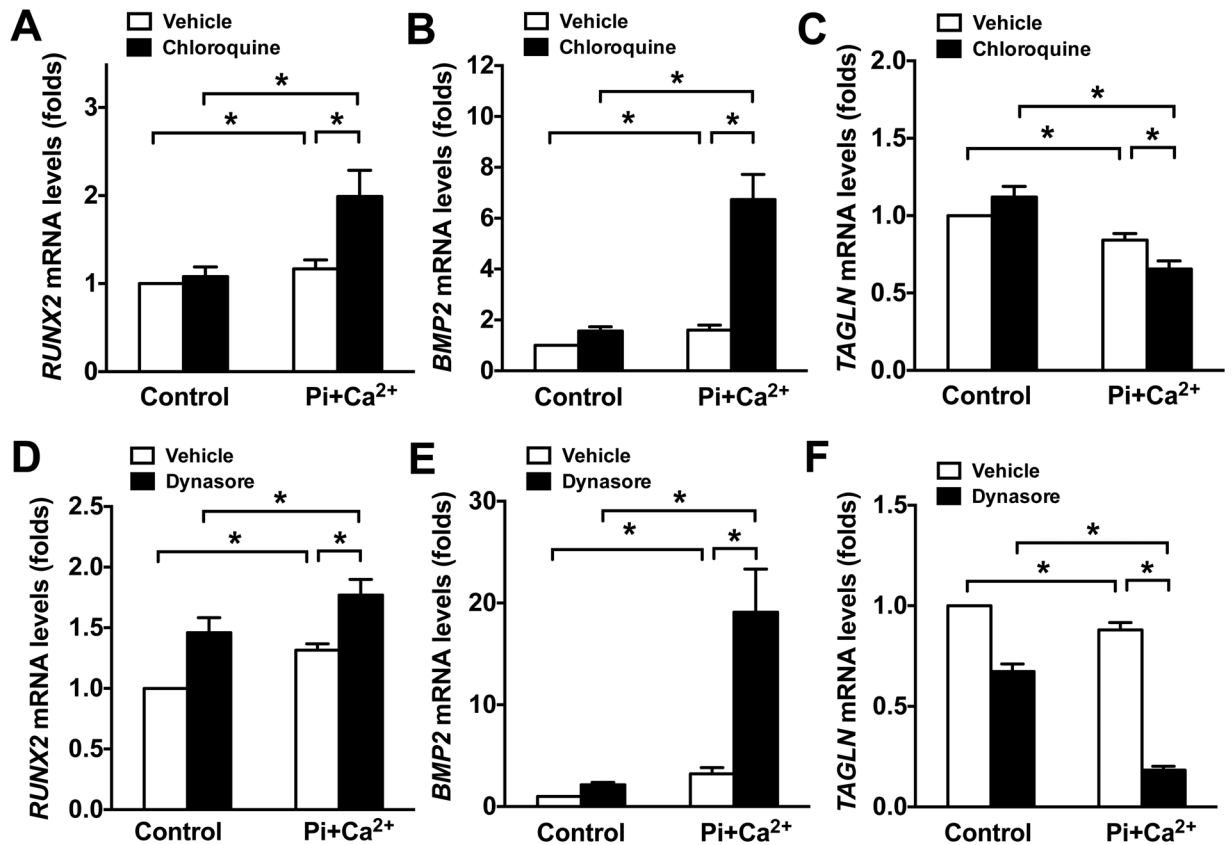 A
Vehicle
Chloroquine
RUNX2 mRNA levels (folds)
3
2
1
0
*
*
*
Control
Pi+Ca²⁺
B
Vehicle
Chloroquine
BMP2 mRNA levels (folds)
12
10
8
6
4
2
0
*
*
*
Control
Pi+Ca²⁺
C
Vehicle
Chloroquine
TAGLN mRNA levels (folds)
2.0
1.5
1.0
0.5
0.0
*
*
*
Control
Pi+Ca²⁺
D
Vehicle
Dynasore
RUNX2 mRNA levels (folds)
2.5
2.0
1.5
1.0
0.5
0.0
*
*
*
Control
Pi+Ca²⁺
E
Vehicle
Dynasore
BMP2 mRNA levels (folds)
30
20
10
0
*
*
*
Control
Pi+Ca²⁺
F
Vehicle
Dynasore
TAGLN mRNA levels (folds)
1.5
1.0
0.5
0.0
*
*
*
Control
Pi+Ca²⁺